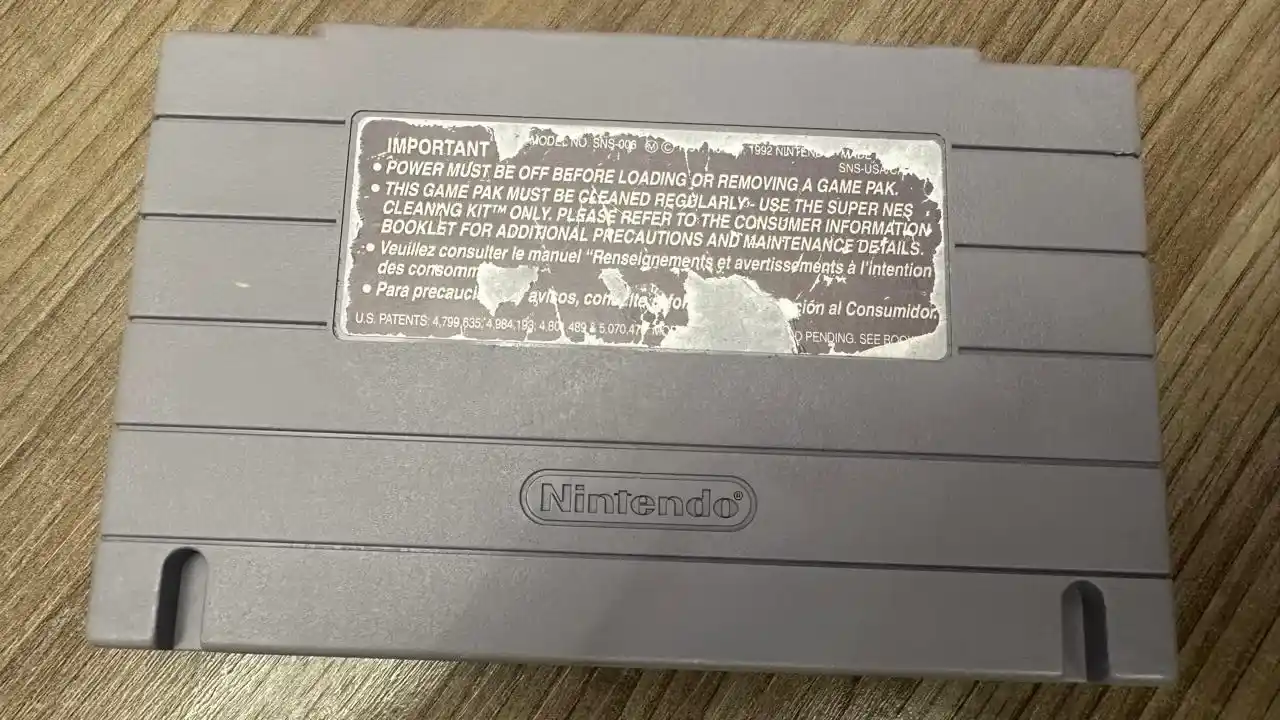 IMPORTANT MODEL NO. SNS-006 Ⓜ © 1992 NINTENDO MADE
SNS-USA/
• POWER MUST BE OFF BEFORE LOADING OR REMOVING A GAME PAK.
• THIS GAME PAK MUST BE CLEANED REGULARLY - USE THE SUPER NES
CLEANING KIT™ ONLY. PLEASE REFER TO THE CONSUMER INFORMATION
BOOKLET FOR ADDITIONAL PRECAUTIONS AND MAINTENANCE DETAILS.
• Veuillez consulter le manuel "Renseignements et avertissements à l'intention
des consomm
• Para precauci avisos, ción al Consumidor.
U.S. PATENTS: 4,799,635; 4,984,193; 4,80 489 & 5,070,47 D PENDING. SEE BOOK
Nintendo®